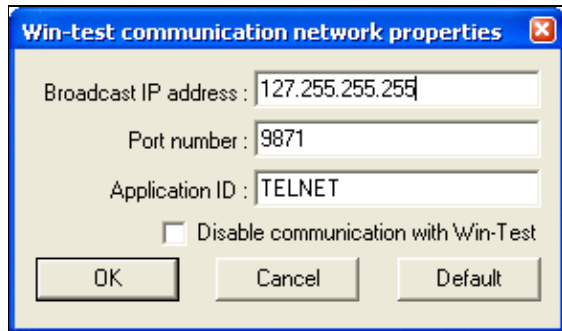 Win-test communication network properties
Broadcast IP address : 127.255.255.255
Port number : 9871
Application ID : TELNET
Disable communication with Win-Test
OK Cancel Default